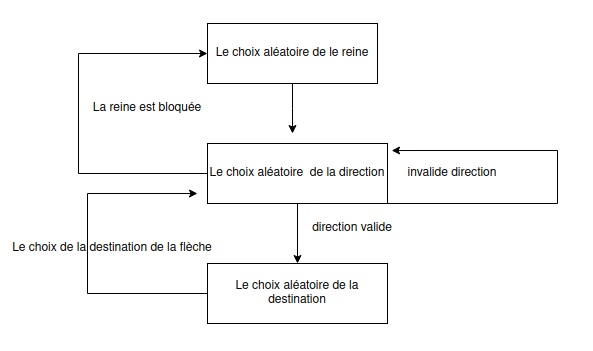 Le choix aléatoire de le reine
La reine est bloquée
Le choix aléatoire de la direction
invalide direction
direction valide
Le choix de la destination de la flèche
Le choix aléatoire de la
destination